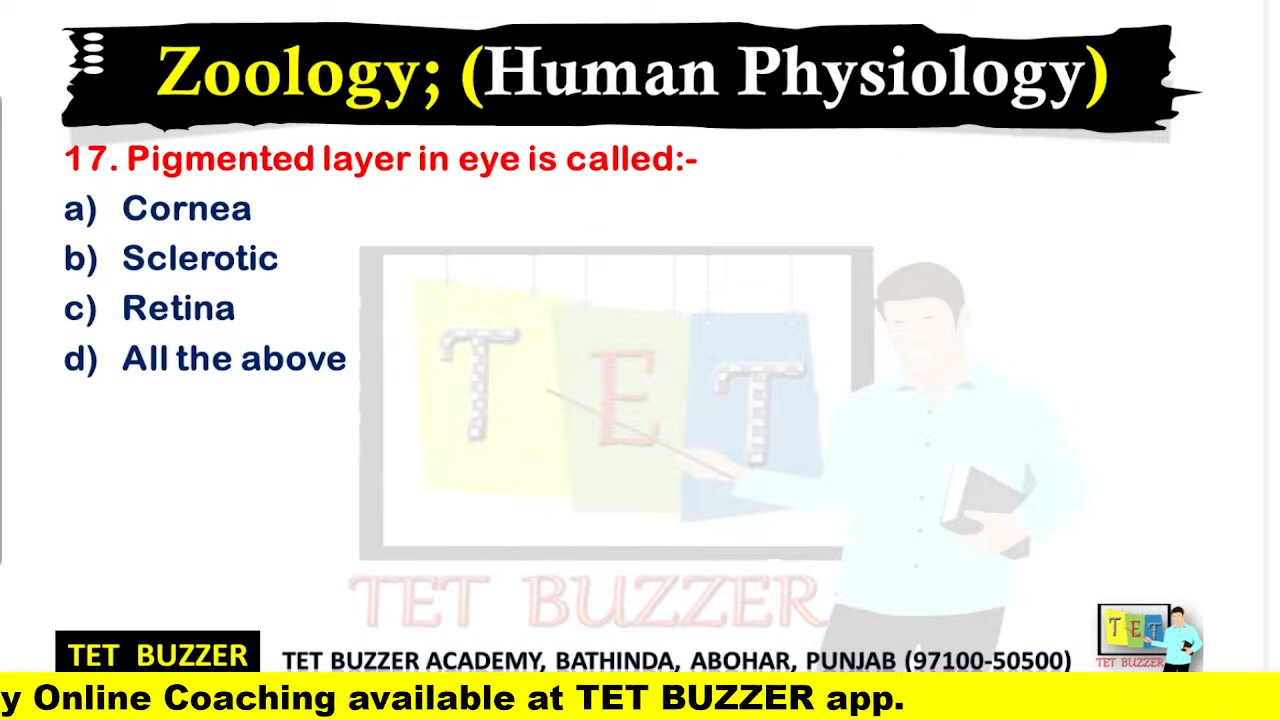 Zoology; (Human Physiology)
17. Pigmented layer in eye is called:-
a) Cornea
b) Sclerotic
c) Retina
d) All the above
TET
TET BUZZER
TET
TET BUZZER
TET BUZZER
TET BUZZER ACADEMY, BATHINDA, ABOHAR, PUNJAB (97100-50500)
y Online Coaching available at TET BUZZER app.